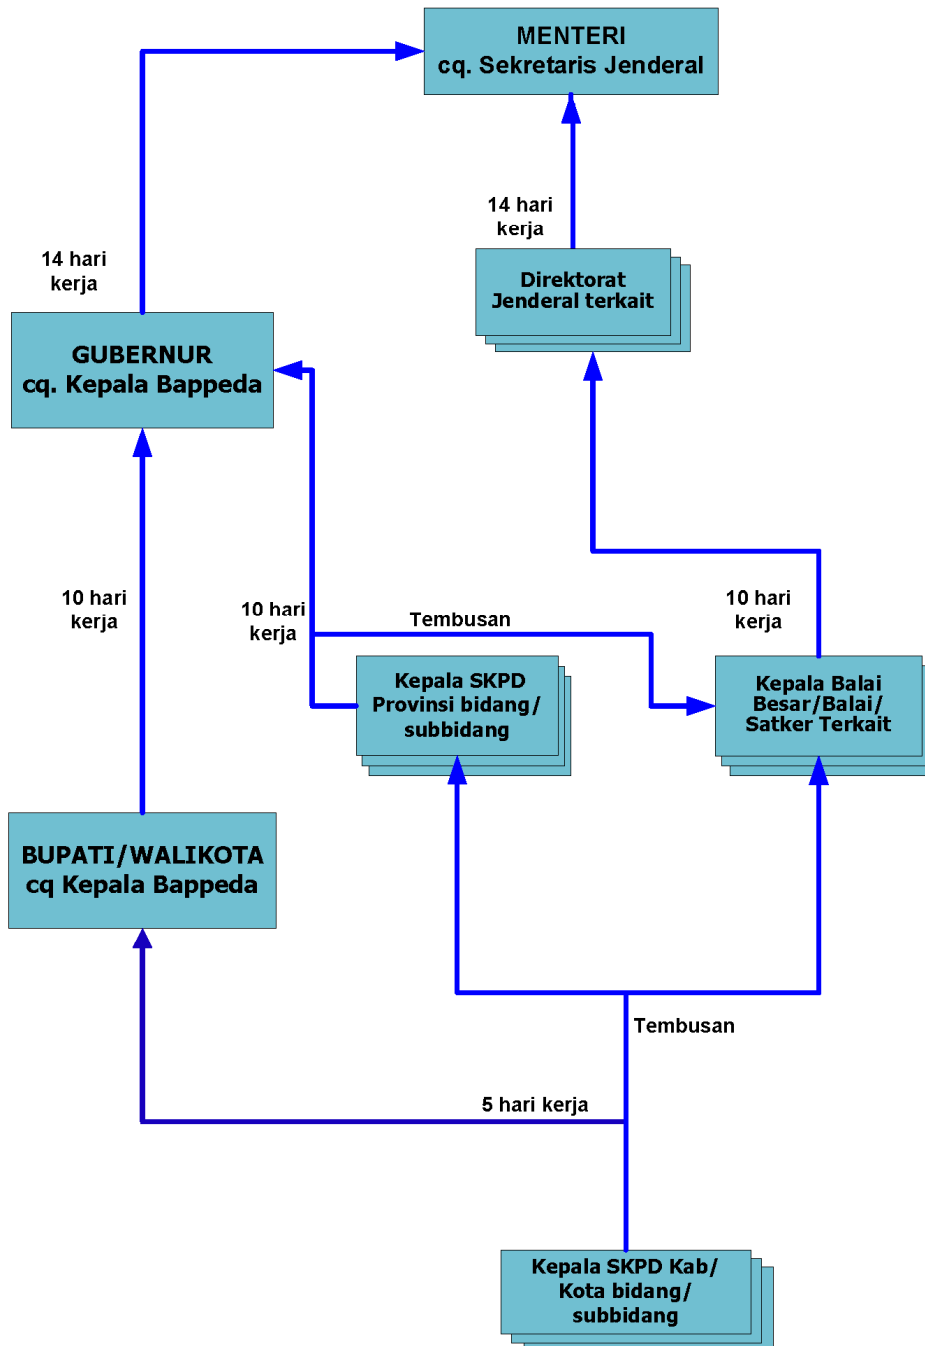 MENTERI
cq. Sekretaris Jenderal
14 hari
kerja
14 hari
kerja
Direktorat
Jenderal terkait
GUBERNUR
cq. Kepala Bappeda
10 hari
kerja
10 hari
kerja
Tembusan
10 hari
kerja
Kepala SKPD
Provinsi bidang/
subbidang
Kepala Balai
Besar/Balai/
Satker Terkait
BUPATI/WALIKOTA
cq Kepala Bappeda
Tembusan
5 hari kerja
Kepala SKPD Kab/
Kota bidang/
subbidang